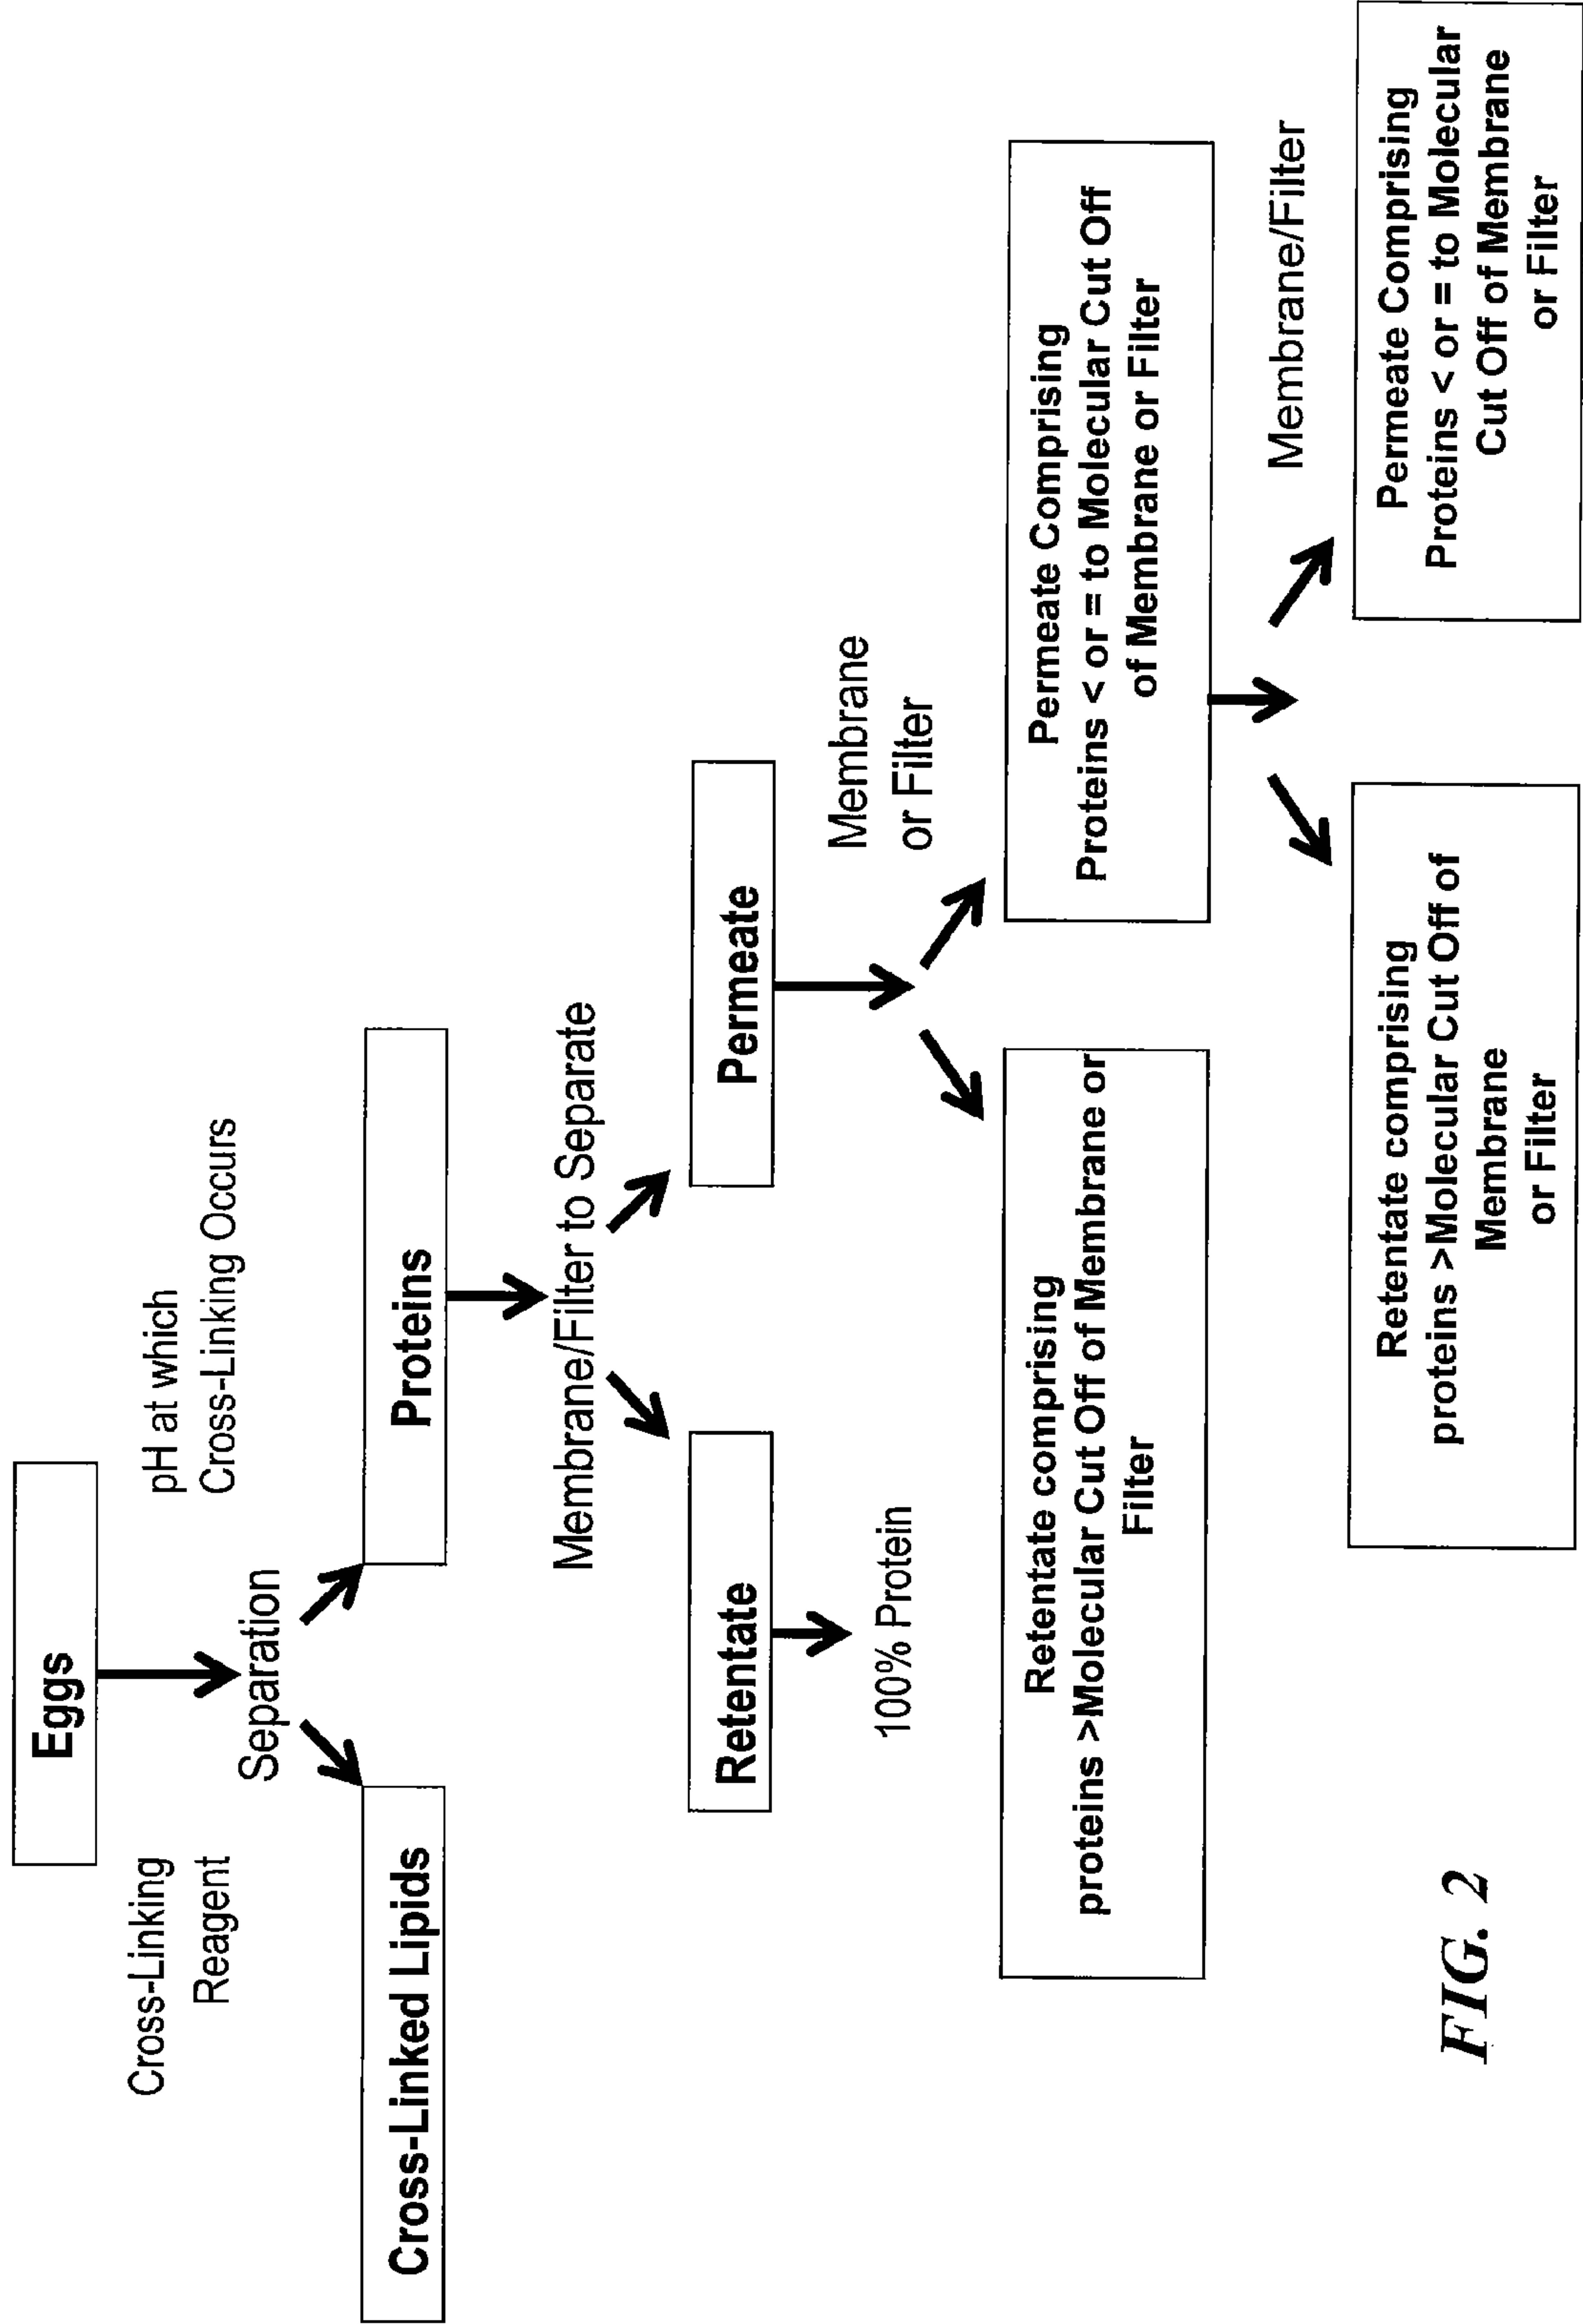 Eggs
Cross-Linking
Reagent
pH at which
Cross-Linking Occurs
Separation
Cross-Linked Lipids
Proteins
Membrane/Filter to Separate
Retentate
Permeate
100% Protein
Membrane
or Filter
Retentate comprising
proteins >Molecular Cut Off of Membrane or
Filter
Permeate Comprising
Proteins < or = to Molecular Cut Off
of Membrane or Filter
Membrane/Filter
Retentate comprising
proteins >Molecular Cut Off of
Membrane
or Filter
Permeate Comprising
Proteins < or = to Molecular
Cut Off of Membrane
or Filter
FIG. 2